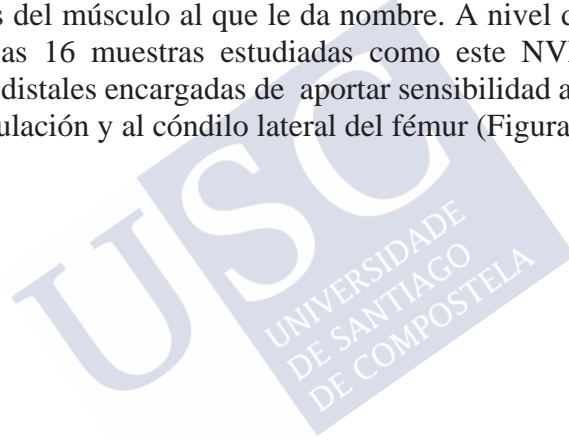 s del músculo al que le da nombre. A nivel d
las 16 muestras estudiadas como este NV
distales encargadas de aportar sensibilidad a
ulación y al cóndilo lateral del fémur (Figura
USC
UNIVERSIDADE
DE SANTIAGO
DE COMPOSTELA